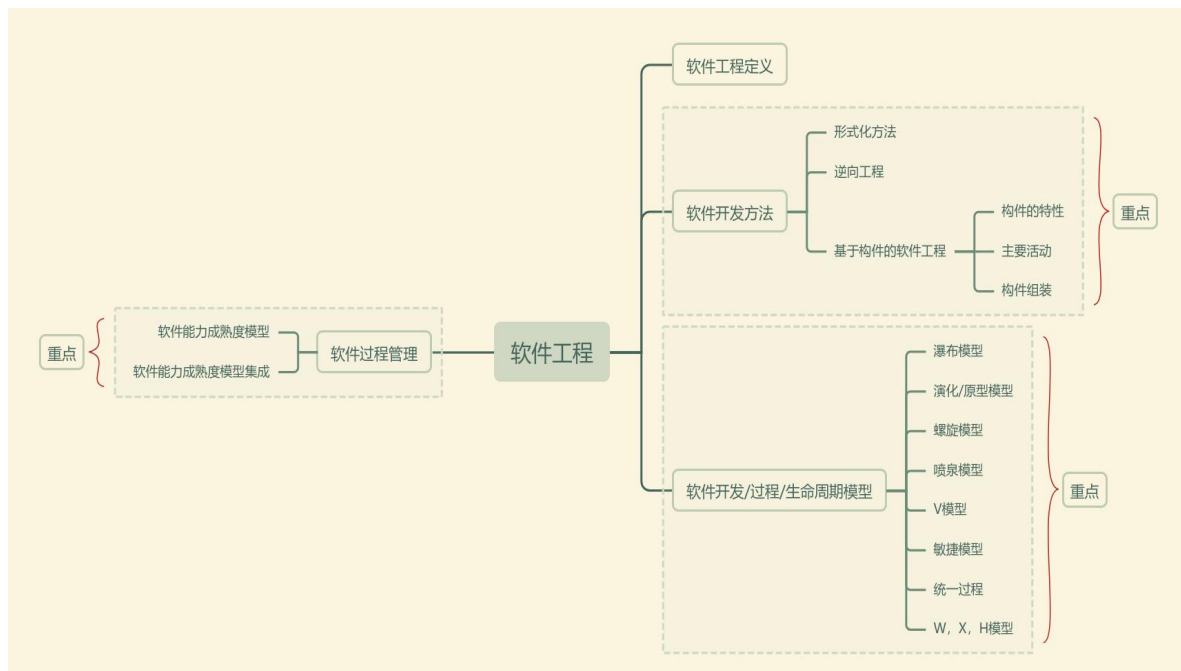 软件工程
软件工程定义
软件开发方法
形式化方法
逆向工程
基于构件的软件工程
构件的特性
主要活动
构件组装
重点
软件开发/过程/生命周期模型
瀑布模型
演化/原型模型
螺旋模型
喷泉模型
V模型
敏捷模型
统一过程
W，X，H模型
重点
软件过程管理
软件能力成熟度模型
软件能力成熟度模型集成
重点